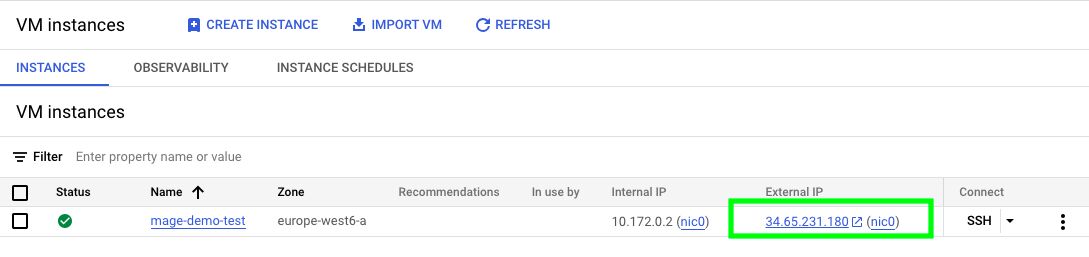 VM instances CREATE INSTANCE IMPORT VM REFRESH
INSTANCES OBSERVABILITY INSTANCE SCHEDULES
VM instances
Filter Enter property name or value
Status Name Zone Recommendations In use by Internal IP External IP Connect
mage-demo-test europe-west6-a 10.172.0.2 (nic0) 34.65.231.180 (nic0) SSH